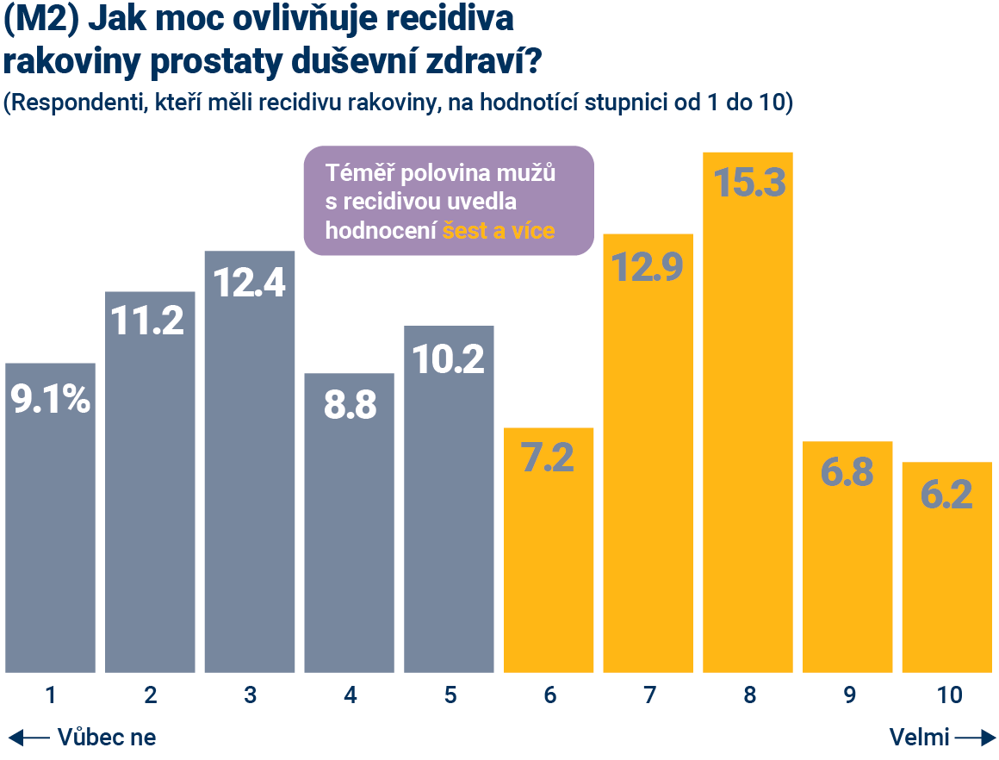 (M2) Jak moc ovlivňuje recidiva
rakoviny prostaty duševní zdraví?
(Respondenti, kteří měli recidivu rakoviny, na hodnotící stupnici od 1 do 10)
Téměř polovina mužů
s recidivou uvedla
hodnocení šest a více
9.1%
11.2
12.4
8.8
10.2
7.2
12.9
15.3
6.8
6.2
1 2 3 4 5 6 7 8 9 10
Vůbec ne Velmi